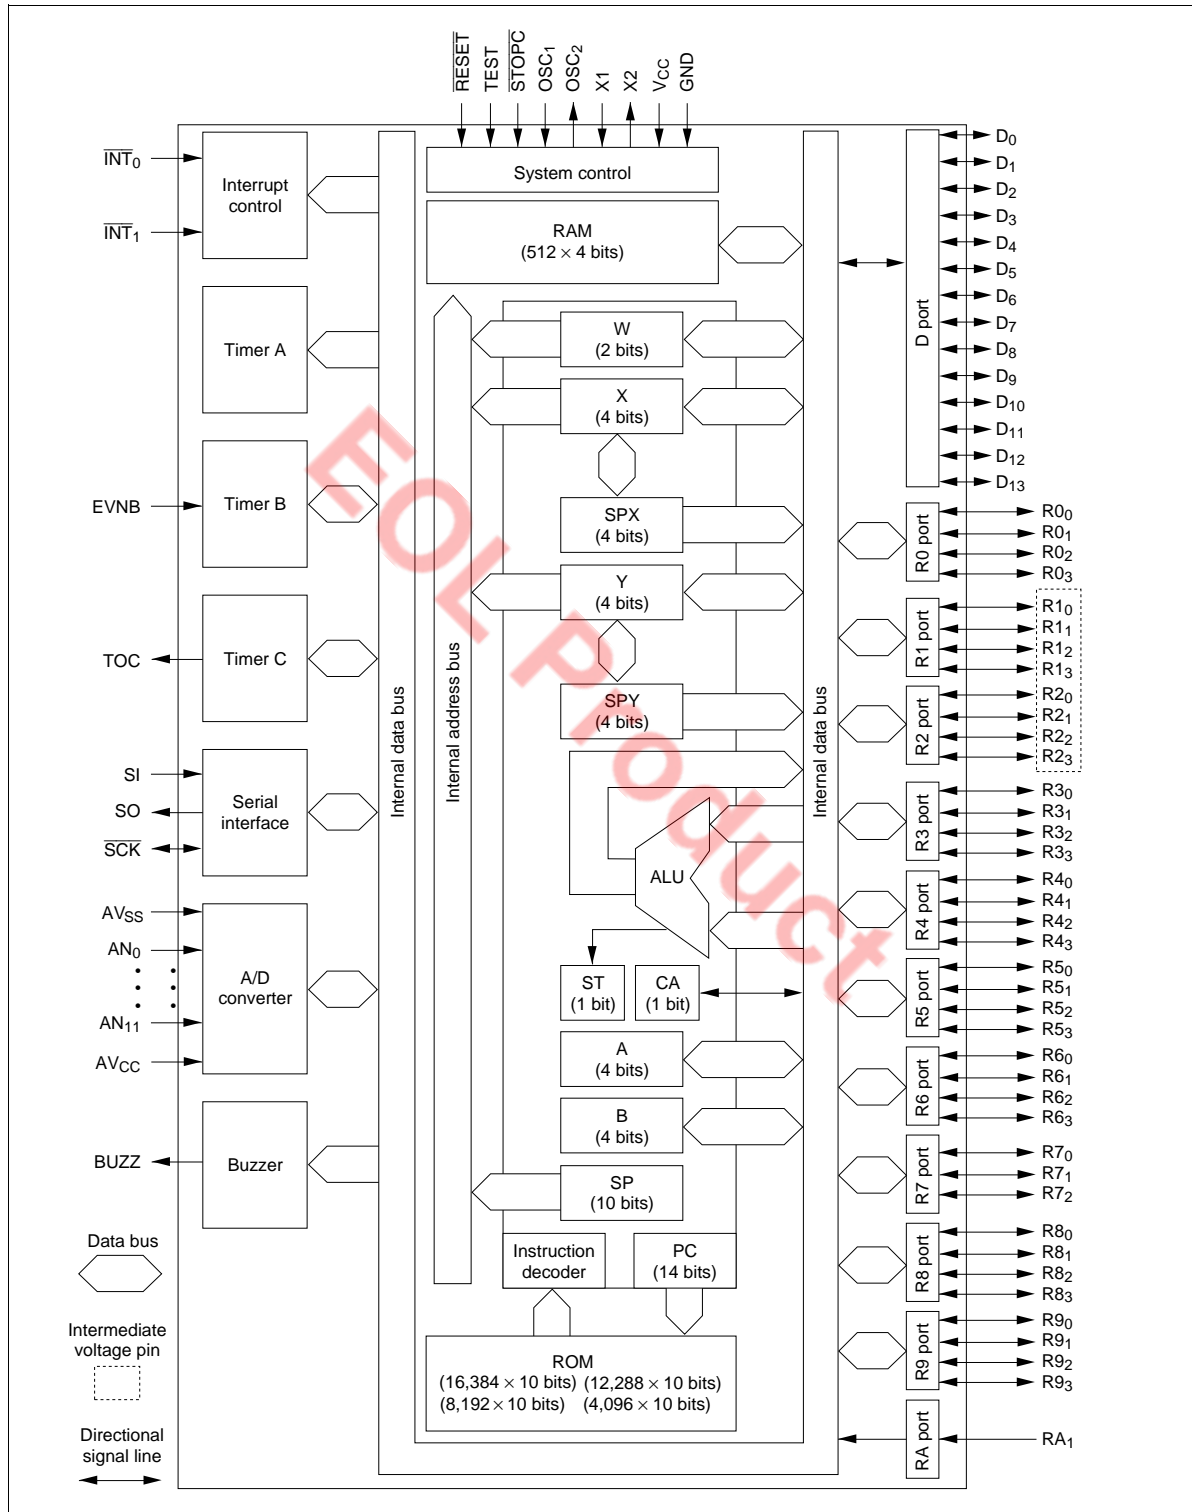 RESET
TEST
STOPC
OSC1
OSC2
X1
X2
VCC
GND
INT0
INT1
Interrupt
control
Timer A
EVNB
Timer B
TOC
Timer C
SI
SO
SCK
Serial
interface
AVSS
AN0
AN11
AVCC
A/D
converter
BUZZ
Buzzer
Data bus
Intermediate
voltage pin
Directional
signal line
Internal data bus
Internal address bus
System control
RAM
(512 × 4 bits)
W
(2 bits)
X
(4 bits)
SPX
(4 bits)
Y
(4 bits)
SPY
(4 bits)
ALU
ST
(1 bit)
CA
(1 bit)
A
(4 bits)
B
(4 bits)
SP
(10 bits)
Instruction
decoder
PC
(14 bits)
ROM
(16,384 × 10 bits) (12,288 × 10 bits)
(8,192 × 10 bits) (4,096 × 10 bits)
Internal data bus
D port
D0
D1
D2
D3
D4
D5
D6
D7
D8
D9
D10
D11
D12
D13
R0 port
R00
R01
R02
R03
R1 port
R10
R11
R12
R13
R2 port
R20
R21
R22
R23
R3 port
R30
R31
R32
R33
R4 port
R40
R41
R42
R43
R5 port
R50
R51
R52
R53
R6 port
R60
R61
R62
R63
R7 port
R70
R71
R72
R8 port
R80
R81
R82
R83
R9 port
R90
R91
R92
R93
RA port
RA1
EOL Product